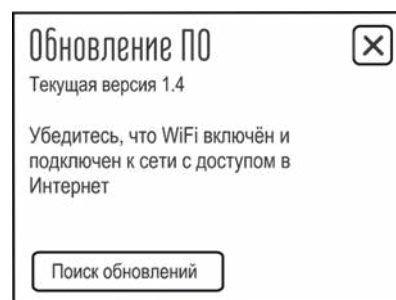 Обновление ПО
Текущая версия 1.4
Убедитесь, что WiFi включён и
подключен к сети с доступом в
Интернет
Поиск обновлений